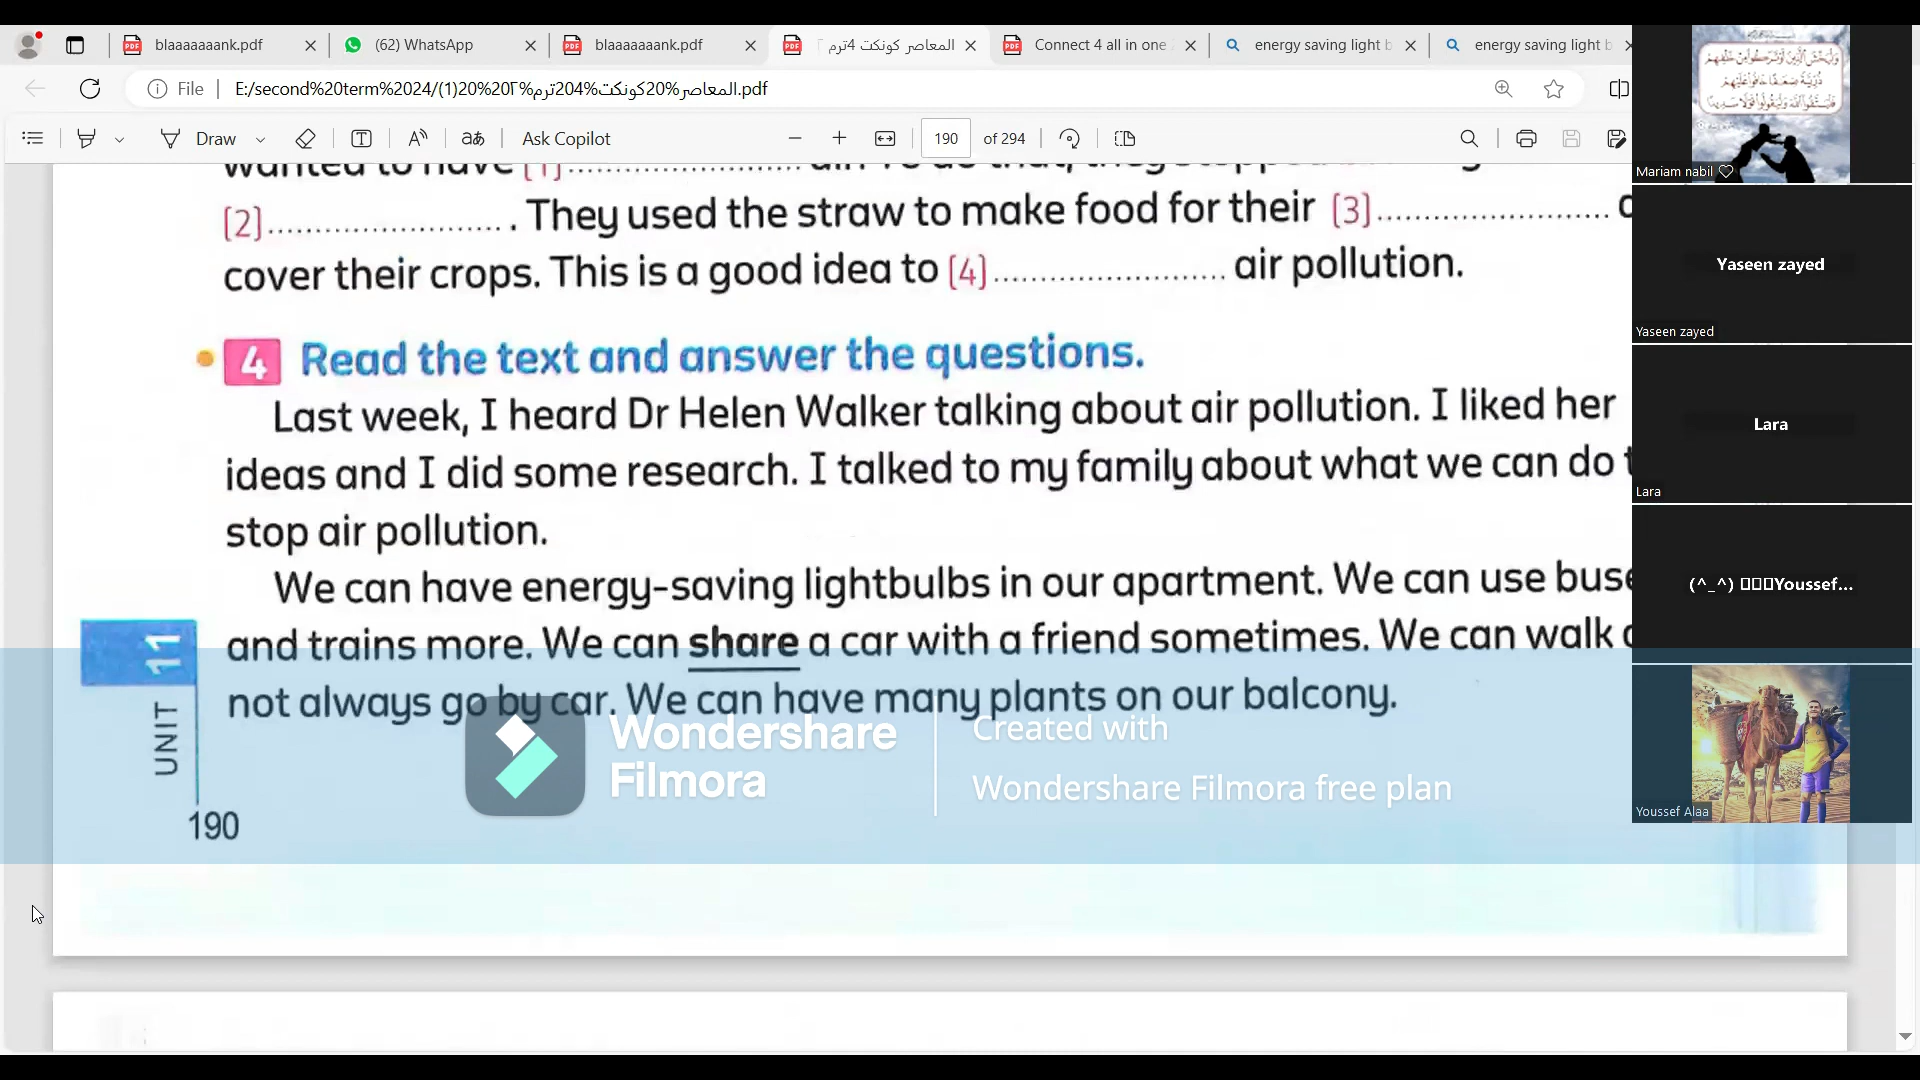 blaaaaaaank.pdf
(62) WhatsApp
blaaaaaaank.pdf
المعاصر كونكت 4ترم
Connect 4 all in one
energy saving light b
energy saving light b
File
E:/second%20term%2024/(1)%20%20ترم%204كونكت%20المعاصر.pdf
Draw
Ask Copilot
190
of 294
wanted to have [1]
[2] . They used the straw to make food for their [3]
cover their crops. This is a good idea to [4] air pollution.
4 Read the text and answer the questions.
Last week, I heard Dr Helen Walker talking about air pollution. I liked her
ideas and I did some research. I talked to my family about what we can do
stop air pollution.
We can have energy-saving lightbulbs in our apartment. We can use buse
and trains more. We can share a car with a friend sometimes. We can walk
not always go by car. We can have many plants on our balcony.
UNIT 11
190
Wondershare
Filmora
Created with
Wondershare Filmora free plan
Mariam nabil
Yaseen zayed
Yaseen zayed
Lara
Lara
(^_^) Youssef...
Youssef Alaa